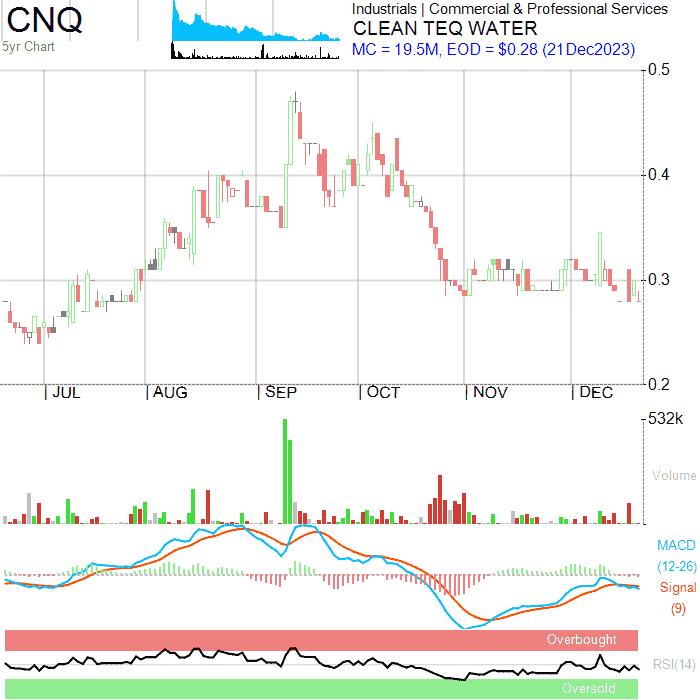 CNQ
5yr Chart
Industrials | Commercial & Professional Services
CLEAN TEQ WATER
MC = 19.5M, EOD = $0.28 (21Dec2023)
0.5
0.4
0.3
0.2
| JUL | AUG | SEP | OCT | NOV | DEC
532k
Volume
MACD
(12-26)
Signal
(9)
Overbought
RSI(14)
Oversold